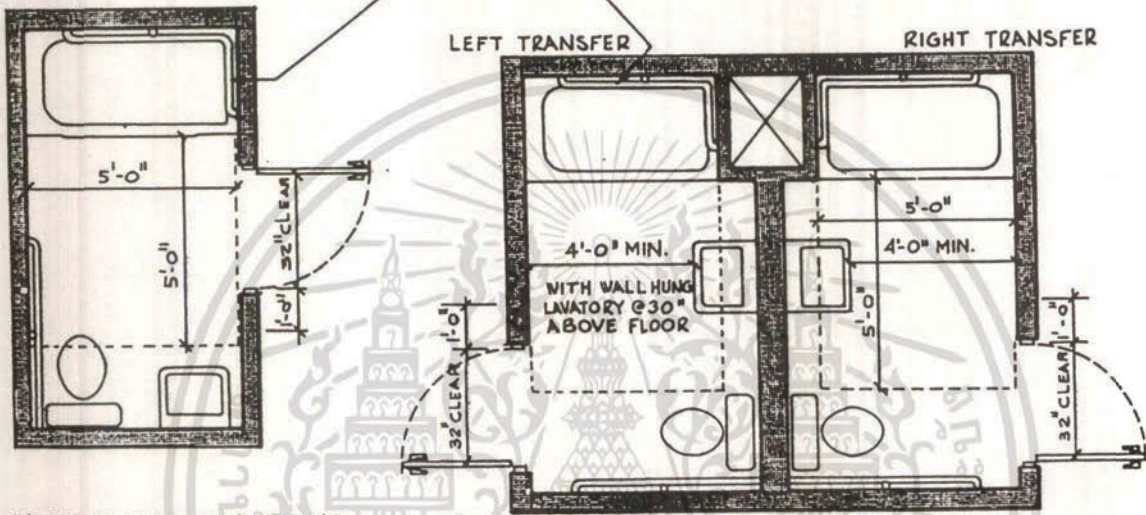 LEFT TRANSFER
RIGHT TRANSFER
5'-0"
5'-0"
32" CLEAR
1'-0"
4'-0" MIN.
WITH WALL HUNG
LAVATORY @ 30"
ABOVE FLOOR
1'-0"
32" CLEAR
5'-0"
4'-0" MIN.
5'-0"
1'-0"
32" CLEAR